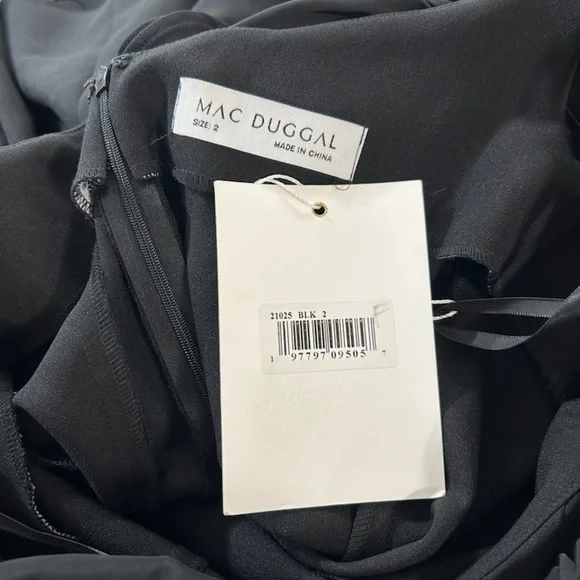 MAC DUGGAL
SIZE: 2
MADE IN CHINA
21025 BLK 2
1 97797 09505 7